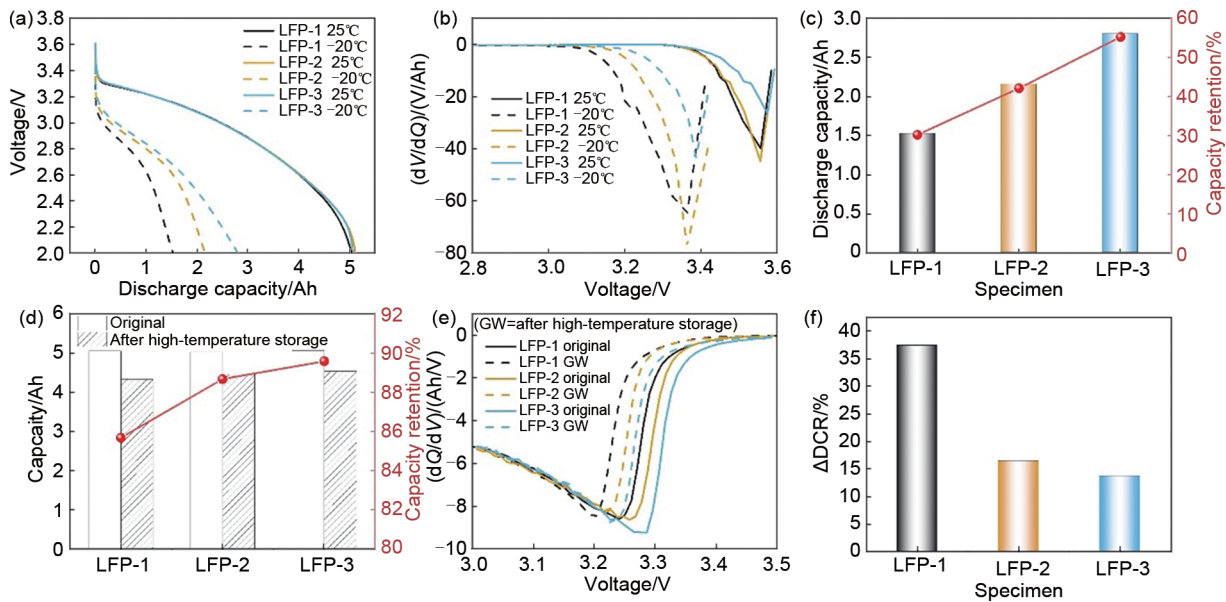 (a)
3.8
3.6
3.4
3.2
3.0
2.8
2.6
2.4
2.2
2.0
Voltage/V
LFP-1 25℃
LFP-1 −20℃
LFP-2 25℃
LFP-2 −20℃
LFP-3 25℃
LFP-3 −20℃
0 1 2 3 4 5
Discharge capacity/Ah
(b)
0
−20
−40
−60
−80
(dV/dQ)/(V/Ah)
LFP-1 25℃
LFP-1 −20℃
LFP-2 25℃
LFP-2 −20℃
LFP-3 25℃
LFP-3 −20℃
2.8 3.0 3.2 3.4 3.6
Voltage/V
(c)
3.0
2.5
2.0
1.5
1.0
0.5
0
Discharge capacity/Ah
60
50
40
30
20
10
0
Capacity retention/%
LFP-1 LFP-2 LFP-3
Specimen
(d)
6
5
4
3
2
1
0
Capcaity/Ah
Original
After high-temperature storage
92
90
88
86
84
82
80
Capacity retention/%
LFP-1 LFP-2 LFP-3
(e)
0
−2
−4
−6
−8
−10
(dQ/dV)/(Ah/V)
(GW=after high-temperature storage)
LFP-1 original
LFP-1 GW
LFP-2 original
LFP-2 GW
LFP-3 original
LFP-3 GW
3.0 3.1 3.2 3.3 3.4 3.5
Voltage/V
(f)
40
35
30
25
20
15
10
5
0
ΔDCR/%
LFP-1 LFP-2 LFP-3
Specimen